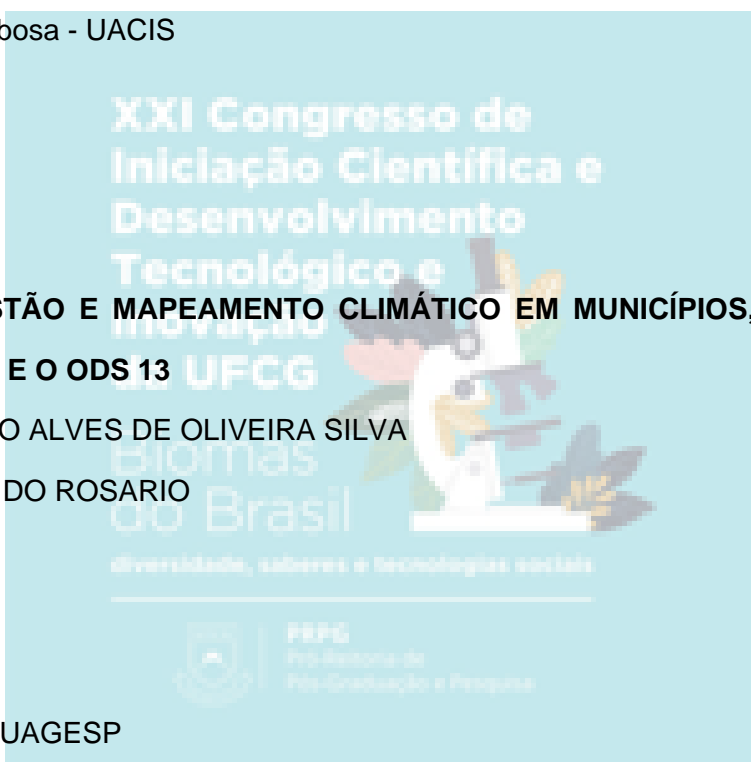 bosa - UACIS
XXI Congresso de
Iniciação Científica e
Desenvolvimento
Tecnológico e
STÃO E MAPEAMENTO CLIMÁTICO EM MUNICÍPIOS,
Inovação
E O ODS 13
da UFCG
O ALVES DE OLIVEIRA SILVA
Biomas
DO ROSARIO
do Brasil
diversidade, saberes e tecnologias sociais
PRPG
Pró-Reitoria de
Pós-Graduação e Pesquisa
UAGESP